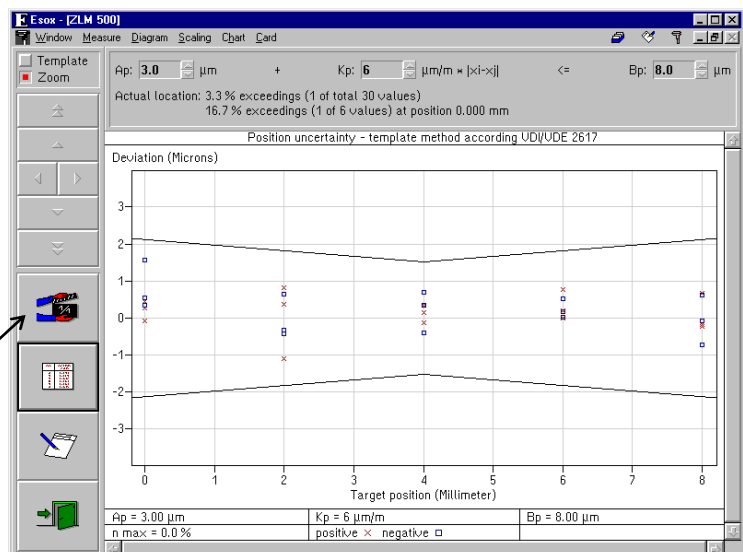 Esox - [ZLM 500]
Window Measure Diagram Scaling Chart Card
Template
Zoom
Ap: 3.0 µm + Kp: 6 µm/m * |xi-xj| <= Bp: 8.0 µm
Actual location: 3.3 % exceedings (1 of total 30 values)
16.7 % exceedings (1 of 6 values) at position 0.000 mm
Position uncertainty - template method according VDI/VDE 2617
Deviation (Microns)
3
2
1
0
-1
-2
-3
0 1 2 3 4 5 6 7 8
Target position (Millimeter)
Ap = 3.00 µm Kp = 6 µm/m Bp = 8.00 µm
n max = 0.0 % positive × negative □